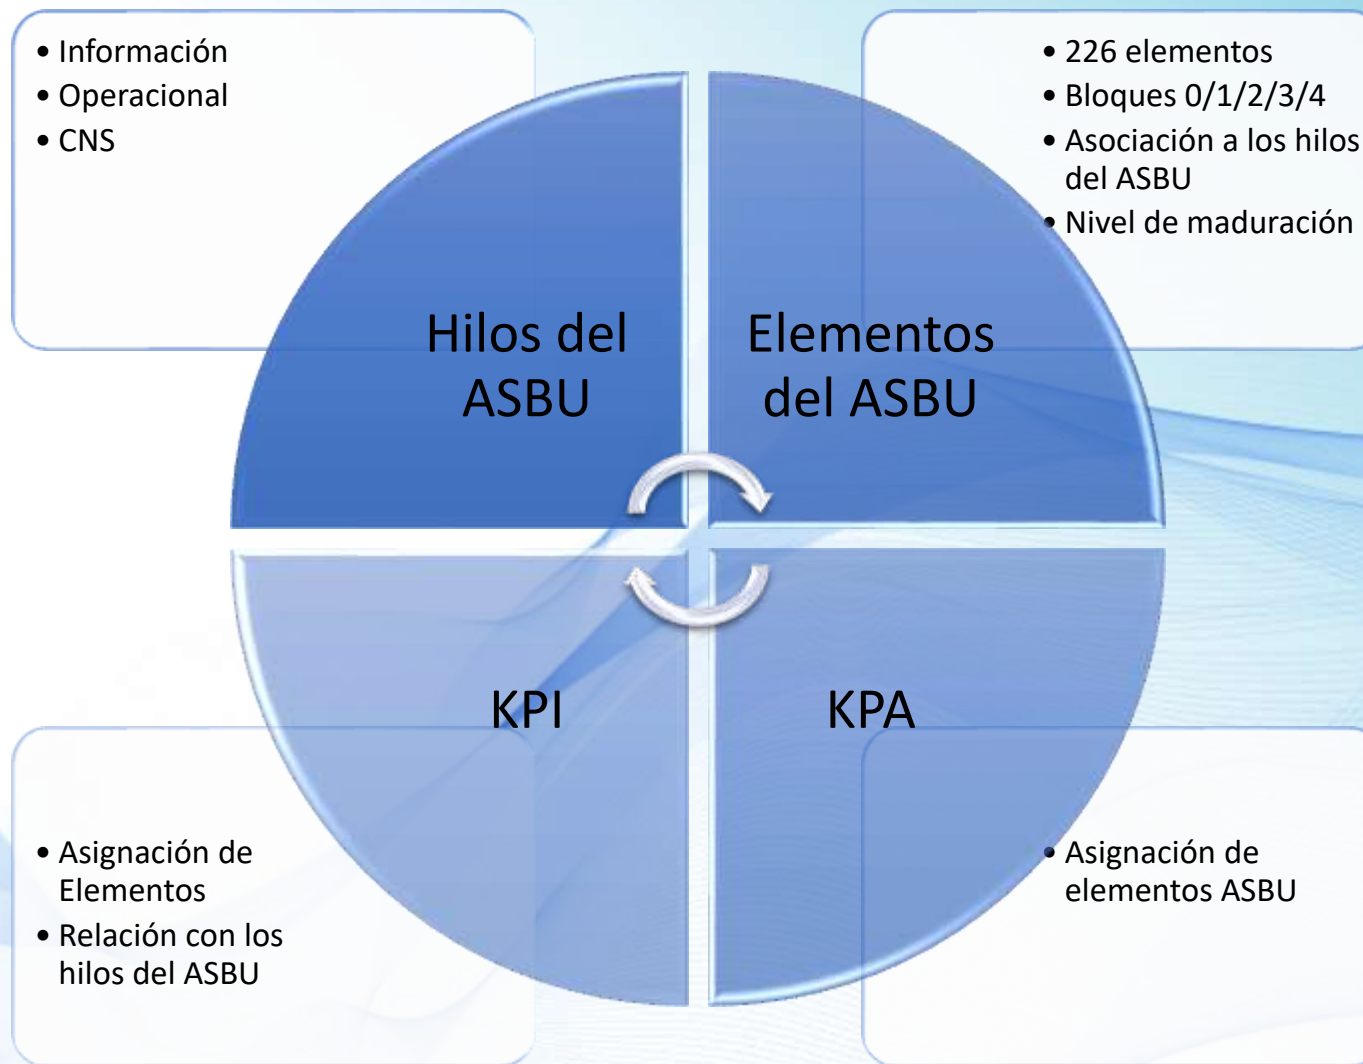 • Información
• Operacional
• CNS
• 226 elementos
• Bloques 0/1/2/3/4
• Asociación a los hilos
del ASBU
• Nivel de maduración
Hilos del
ASBU
Elementos
del ASBU
KPI
KPA
• Asignación de
Elementos
• Relación con los
hilos del ASBU
• Asignación de
elementos ASBU